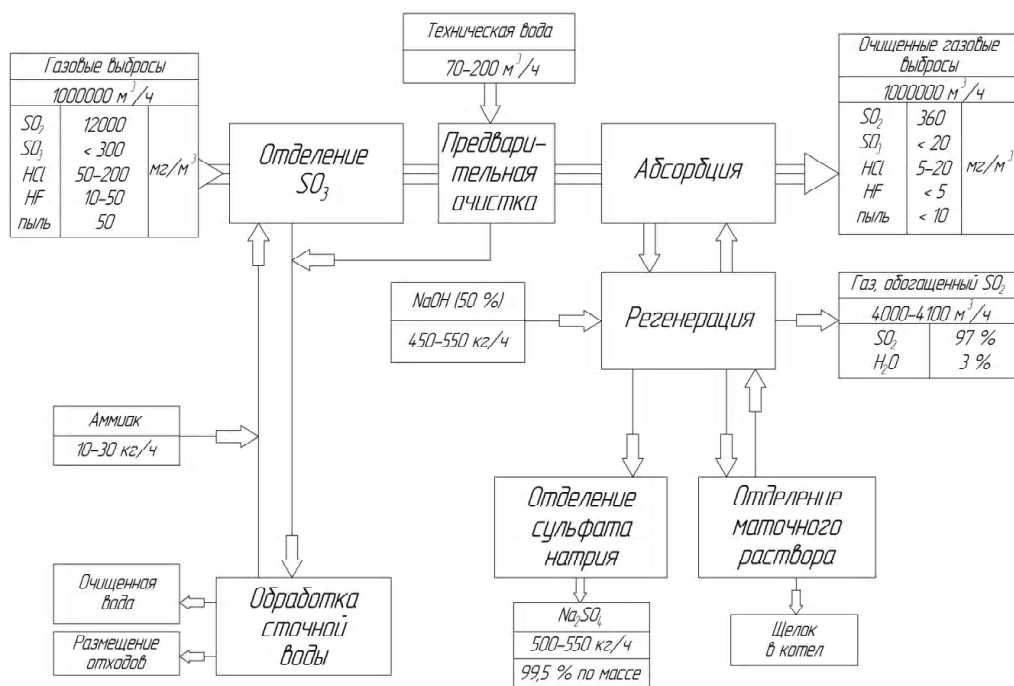 Техническая вода
70–200 м³/ч
Газовые выбросы
1000000 м³/ч
SO₂ 12000
SO₃ < 300
HCl 50–200
HF 10–50
пыль 50
мг/м³
Отделение
SO₃
Предвари-
тельная
очистка
Абсорбция
Очищенные газовые
выбросы
1000000 м³/ч
SO₂ 360
SO₃ < 20
HCl 5–20
HF < 5
пыль < 10
мг/м³
NaOH (50 %)
450–550 кг/ч
Регенерация
Газ, обогащенный SO₂
4000–4100 м³/ч
SO₂ 97 %
H₂O 3 %
Аммиак
10–30 кг/ч
Отделение
сульфата
натрия
Отделение
маточного
раствора
Очищенная
вода
Размещение
отходов
Обработка
сточной
воды
Na₂SO₄
500–550 кг/ч
99,5 % по массе
Щелок
в котел